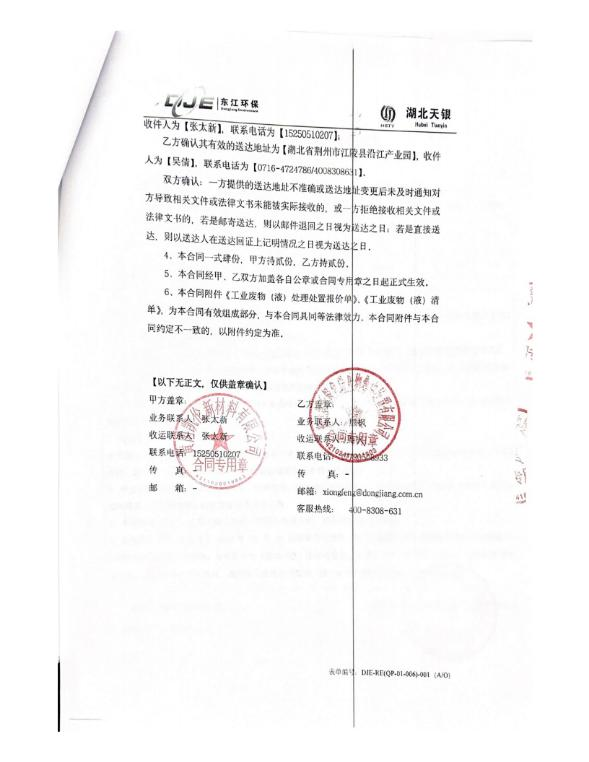 DJE 东江环保
Dongjiang Environment
湖北天银
HBTY Hubei Tianyin
收件人为【张太新】，联系电话为【15250510207】；
乙方确认其有效的送达地址为【湖北省荆州市江陵县沿江产业园】，收件
人为【吴倩】，联系电话为【0716-4724786/4008308631】．
双方确认：一方提供的送达地址不准确或送达地址变更后未及时通知对
方导致相关文件或法律文书未能被实际接收的，或一方拒绝接收相关文件或
法律文书的，若是邮寄送达，则以邮件退回之日视为送达之日；若是直接送
达，则以送达人在送达回证上记明情况之日视为送达之日．
4、本合同一式肆份，甲方持贰份，乙方持贰份．
5、本合同经甲、乙双方加盖各自公章或合同专用章之日起正式生效．
6、本合同附件《工业废物（液）处理处置报价单》、《工业废物（液）清
单》，为本合同有效组成部分，与本合同具同等法律效力．本合同附件与本合
同约定不一致的，以附件约定为准．
【以下无正文，仅供盖章确认】
甲方盖章：
业务联系人：张太新
收运联系人：张太新
联系电话：15250510207
传 真：-
邮 箱：-
新材料有限公司
合同专用章
乙方盖章：
业务联系人：熊枫
收运联系人：
联系电话：
传 真：-
邮箱：xiongfeng@dongjiang.com.cn
客服热线： 400-8308-631
合同专用章
表单编号：DJE-RE(QP-01-006)-001 (A/O)